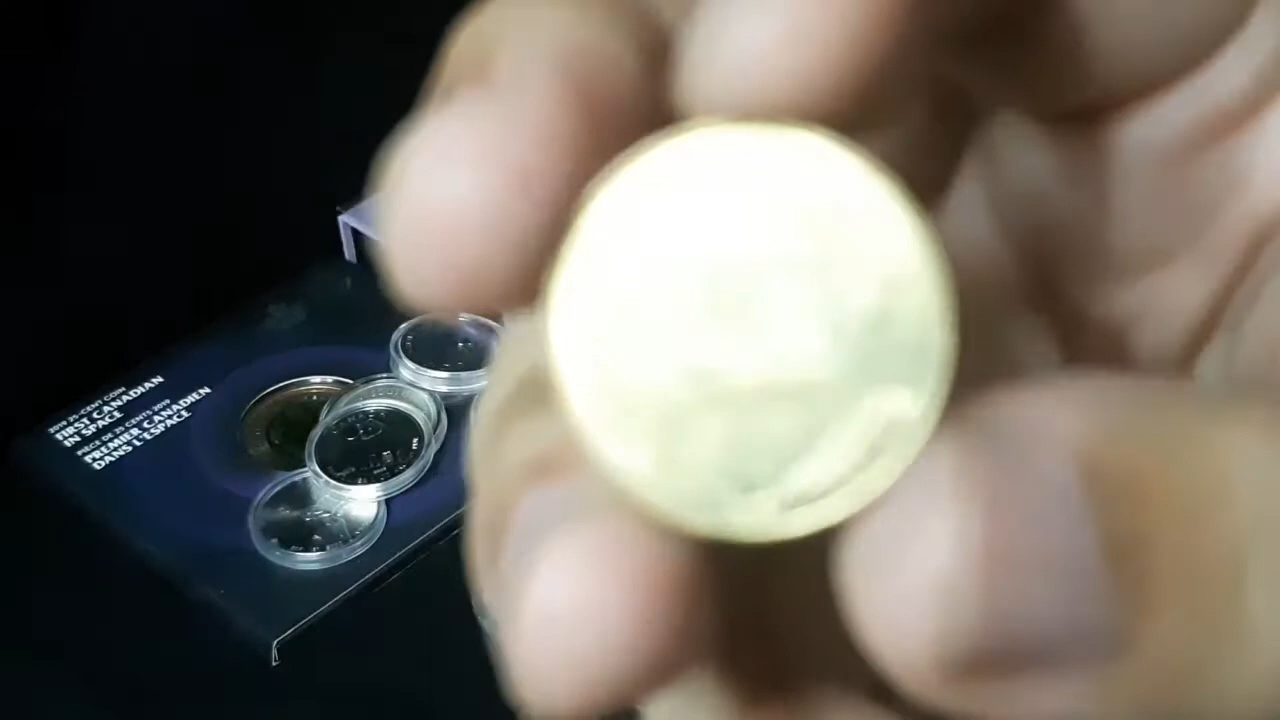 2019 25-CENT COIN
FIRST CANADIAN
IN SPACE
PIÈCE DE 25 CENTS 2019
PREMIER CANADIEN
DANS L'ESPACE